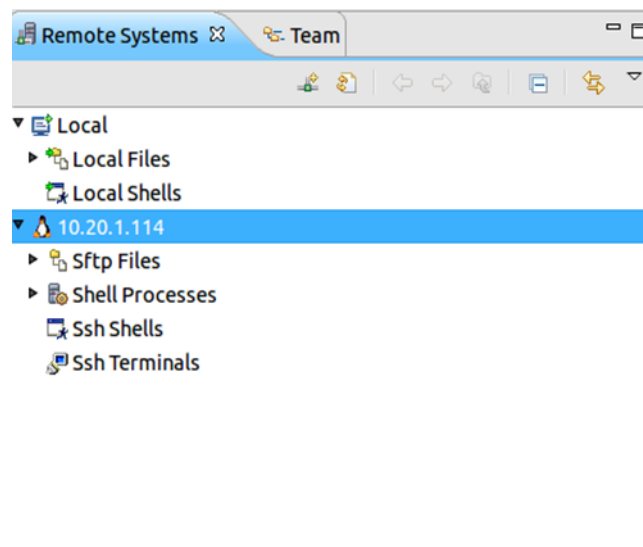 Remote Systems Team
Local
Local Files
Local Shells
10.20.1.114
Sftp Files
Shell Processes
Ssh Shells
Ssh Terminals